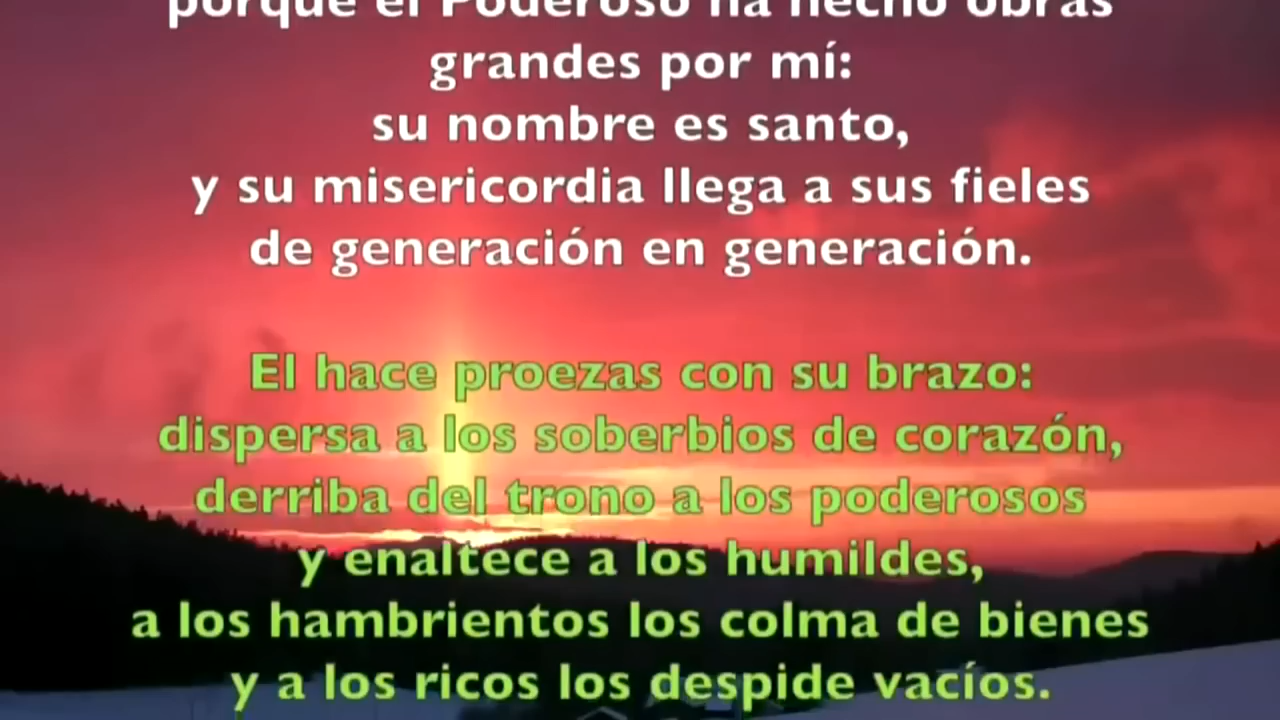 porque el Poderoso ha hecho obras
grandes por mí:
su nombre es santo,
y su misericordia llega a sus fieles
de generación en generación.
El hace proezas con su brazo:
dispersa a los soberbios de corazón,
derriba del trono a los poderosos
y enaltece a los humildes,
a los hambrientos los colma de bienes
y a los ricos los despide vacíos.